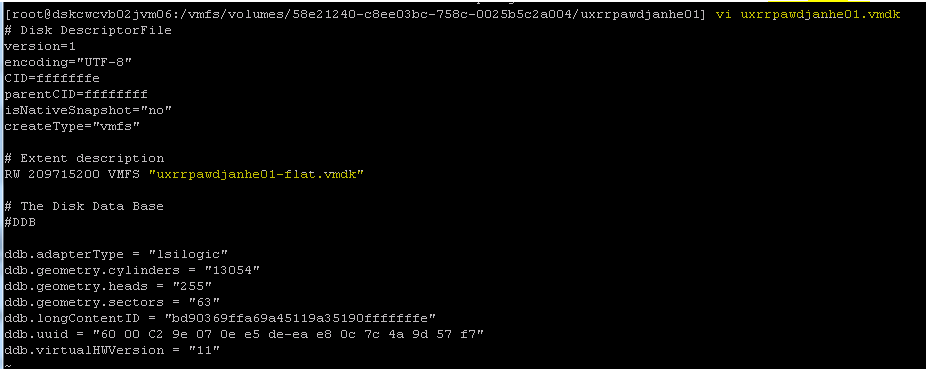 [root@dskcwcvb02jvm06:/vmfs/volumes/58e21240-c8ee03bc-758c-0025b5c2a004/uxrrpawdjanhe01] vi uxrrpawdjanhe01.vmdk
# Disk DescriptorFile
version=1
encoding="UTF-8"
CID=fffffffe
parentCID=ffffffff
isNativeSnapshot="no"
createType="vmfs"
# Extent description
RW 209715200 VMFS "uxrrpawdjanhe01-flat.vmdk"
# The Disk Data Base
#DDB
ddb.adapterType = "lsilogic"
ddb.geometry.cylinders = "13054"
ddb.geometry.heads = "255"
ddb.geometry.sectors = "63"
ddb.longContentID = "bd90369ffa69a45119a35190fffffffe"
ddb.uuid = "60 00 C2 9e 07 0e e5 de-ea e8 0c 7c 4a 9d 57 f7"
ddb.virtualHWVersion = "11"
~